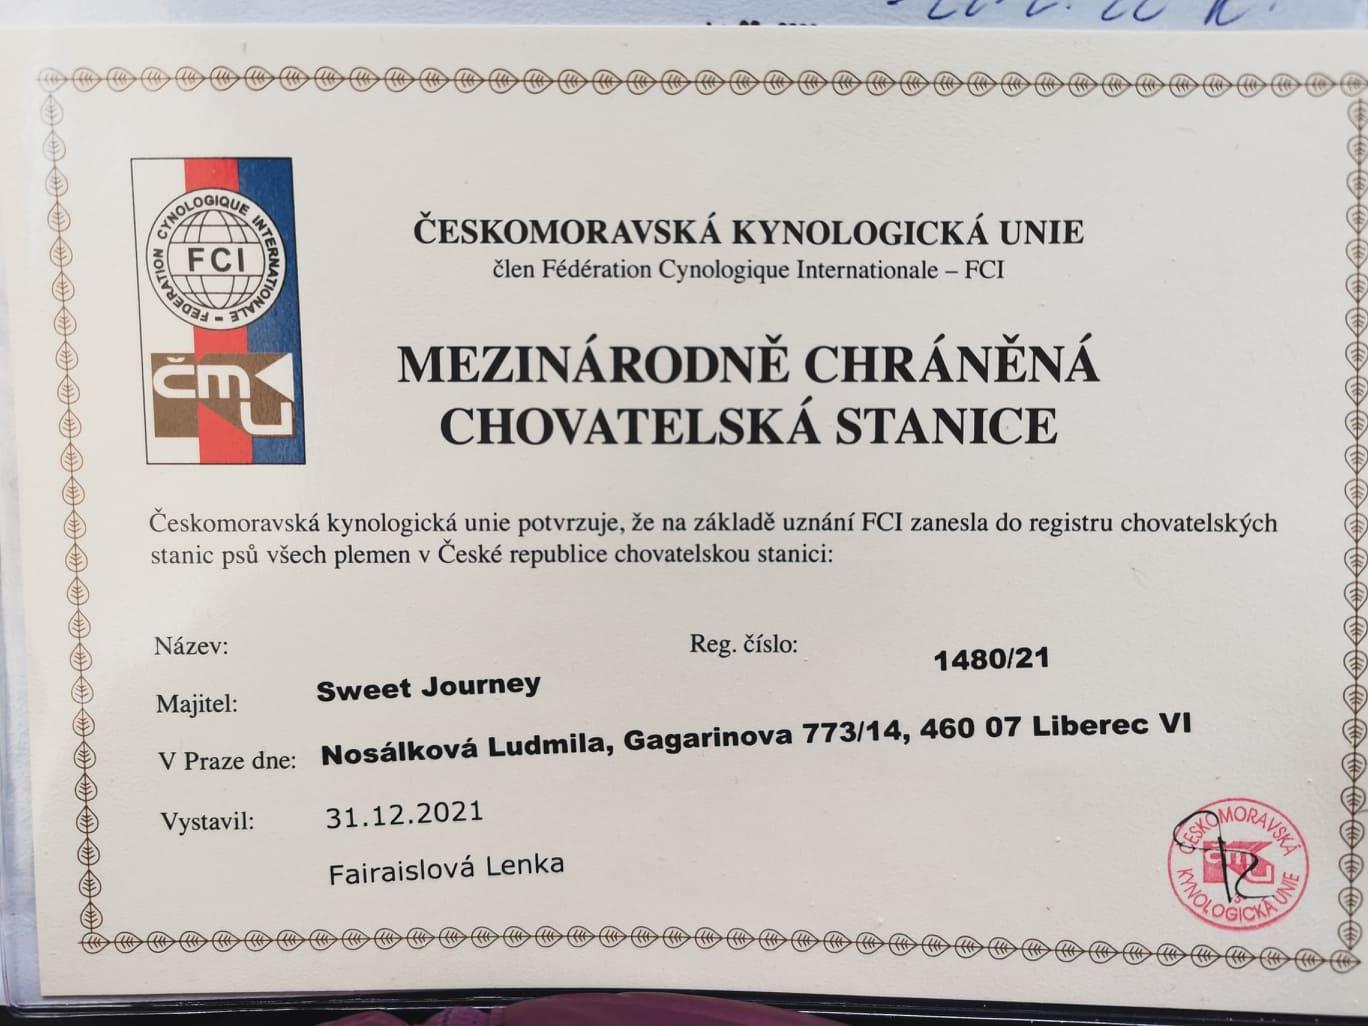 FEDERATION CYNOLOGIQUE INTERNATIONALE –
FCI
čmku
ČESKOMORAVSKÁ KYNOLOGICKÁ UNIE
člen Fédération Cynologique Internationale – FCI
MEZINÁRODNĚ CHRÁNĚNÁ
CHOVATELSKÁ STANICE
Českomoravská kynologická unie potvrzuje, že na základě uznání FCI zanesla do registru chovatelských
stanic psů všech plemen v České republice chovatelskou stanici:
Název:
Reg. číslo: 1480/21
Majitel: Sweet Journey
V Praze dne: Nosálková Ludmila, Gagarinova 773/14, 460 07 Liberec VI
Vystavil: 31.12.2021
Fairaislová Lenka
ČESKOMORAVSKÁ
čmku
KYNOLOGICKÁ UNIE